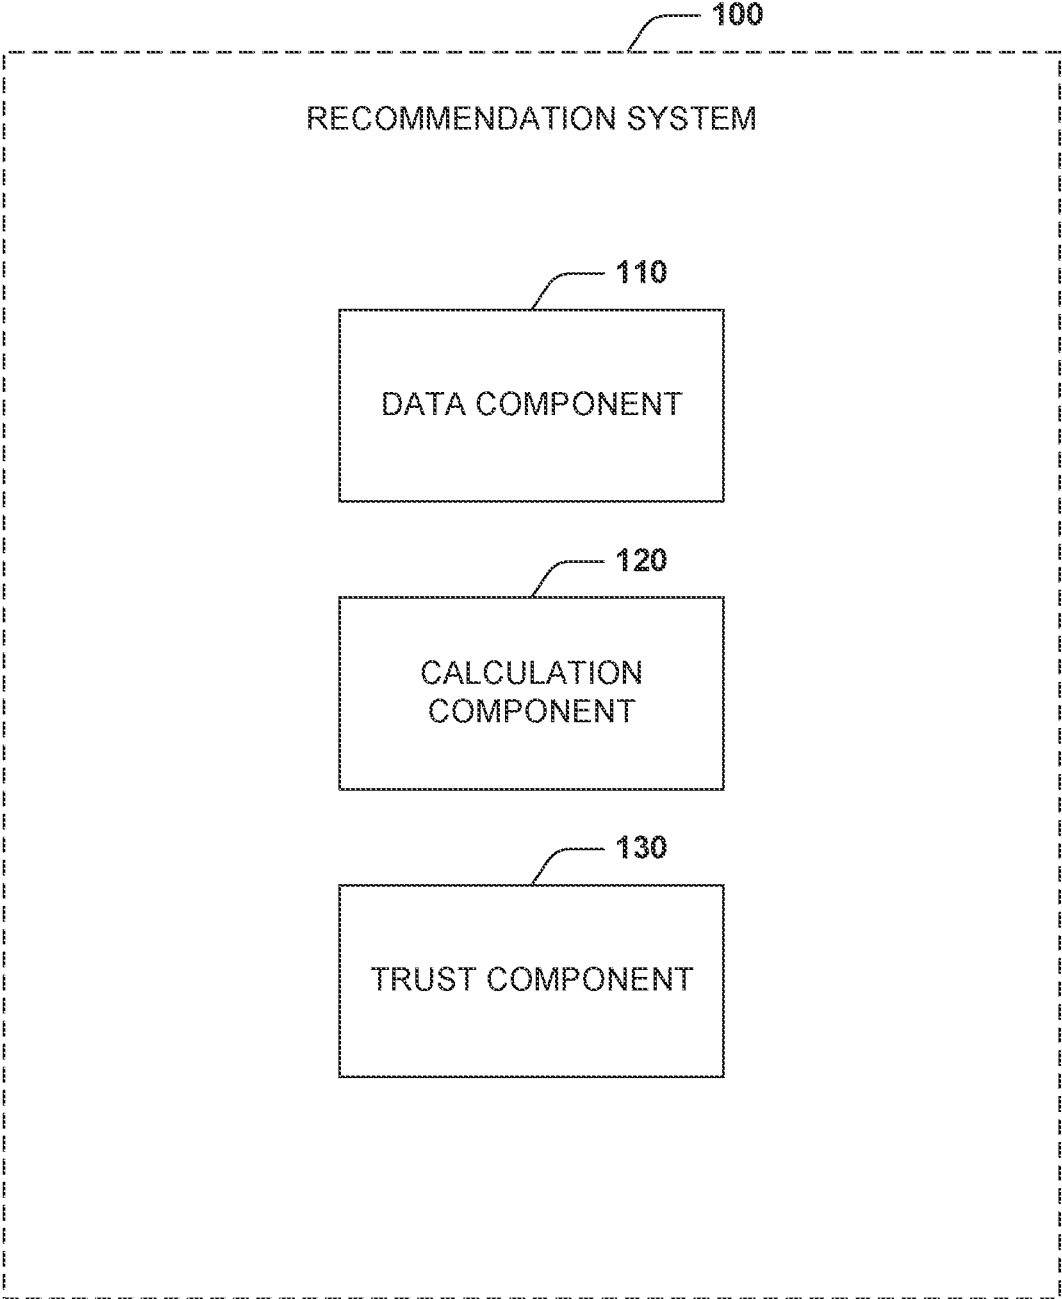 100
RECOMMENDATION SYSTEM
110
DATA COMPONENT
120
CALCULATION
COMPONENT
130
TRUST COMPONENT